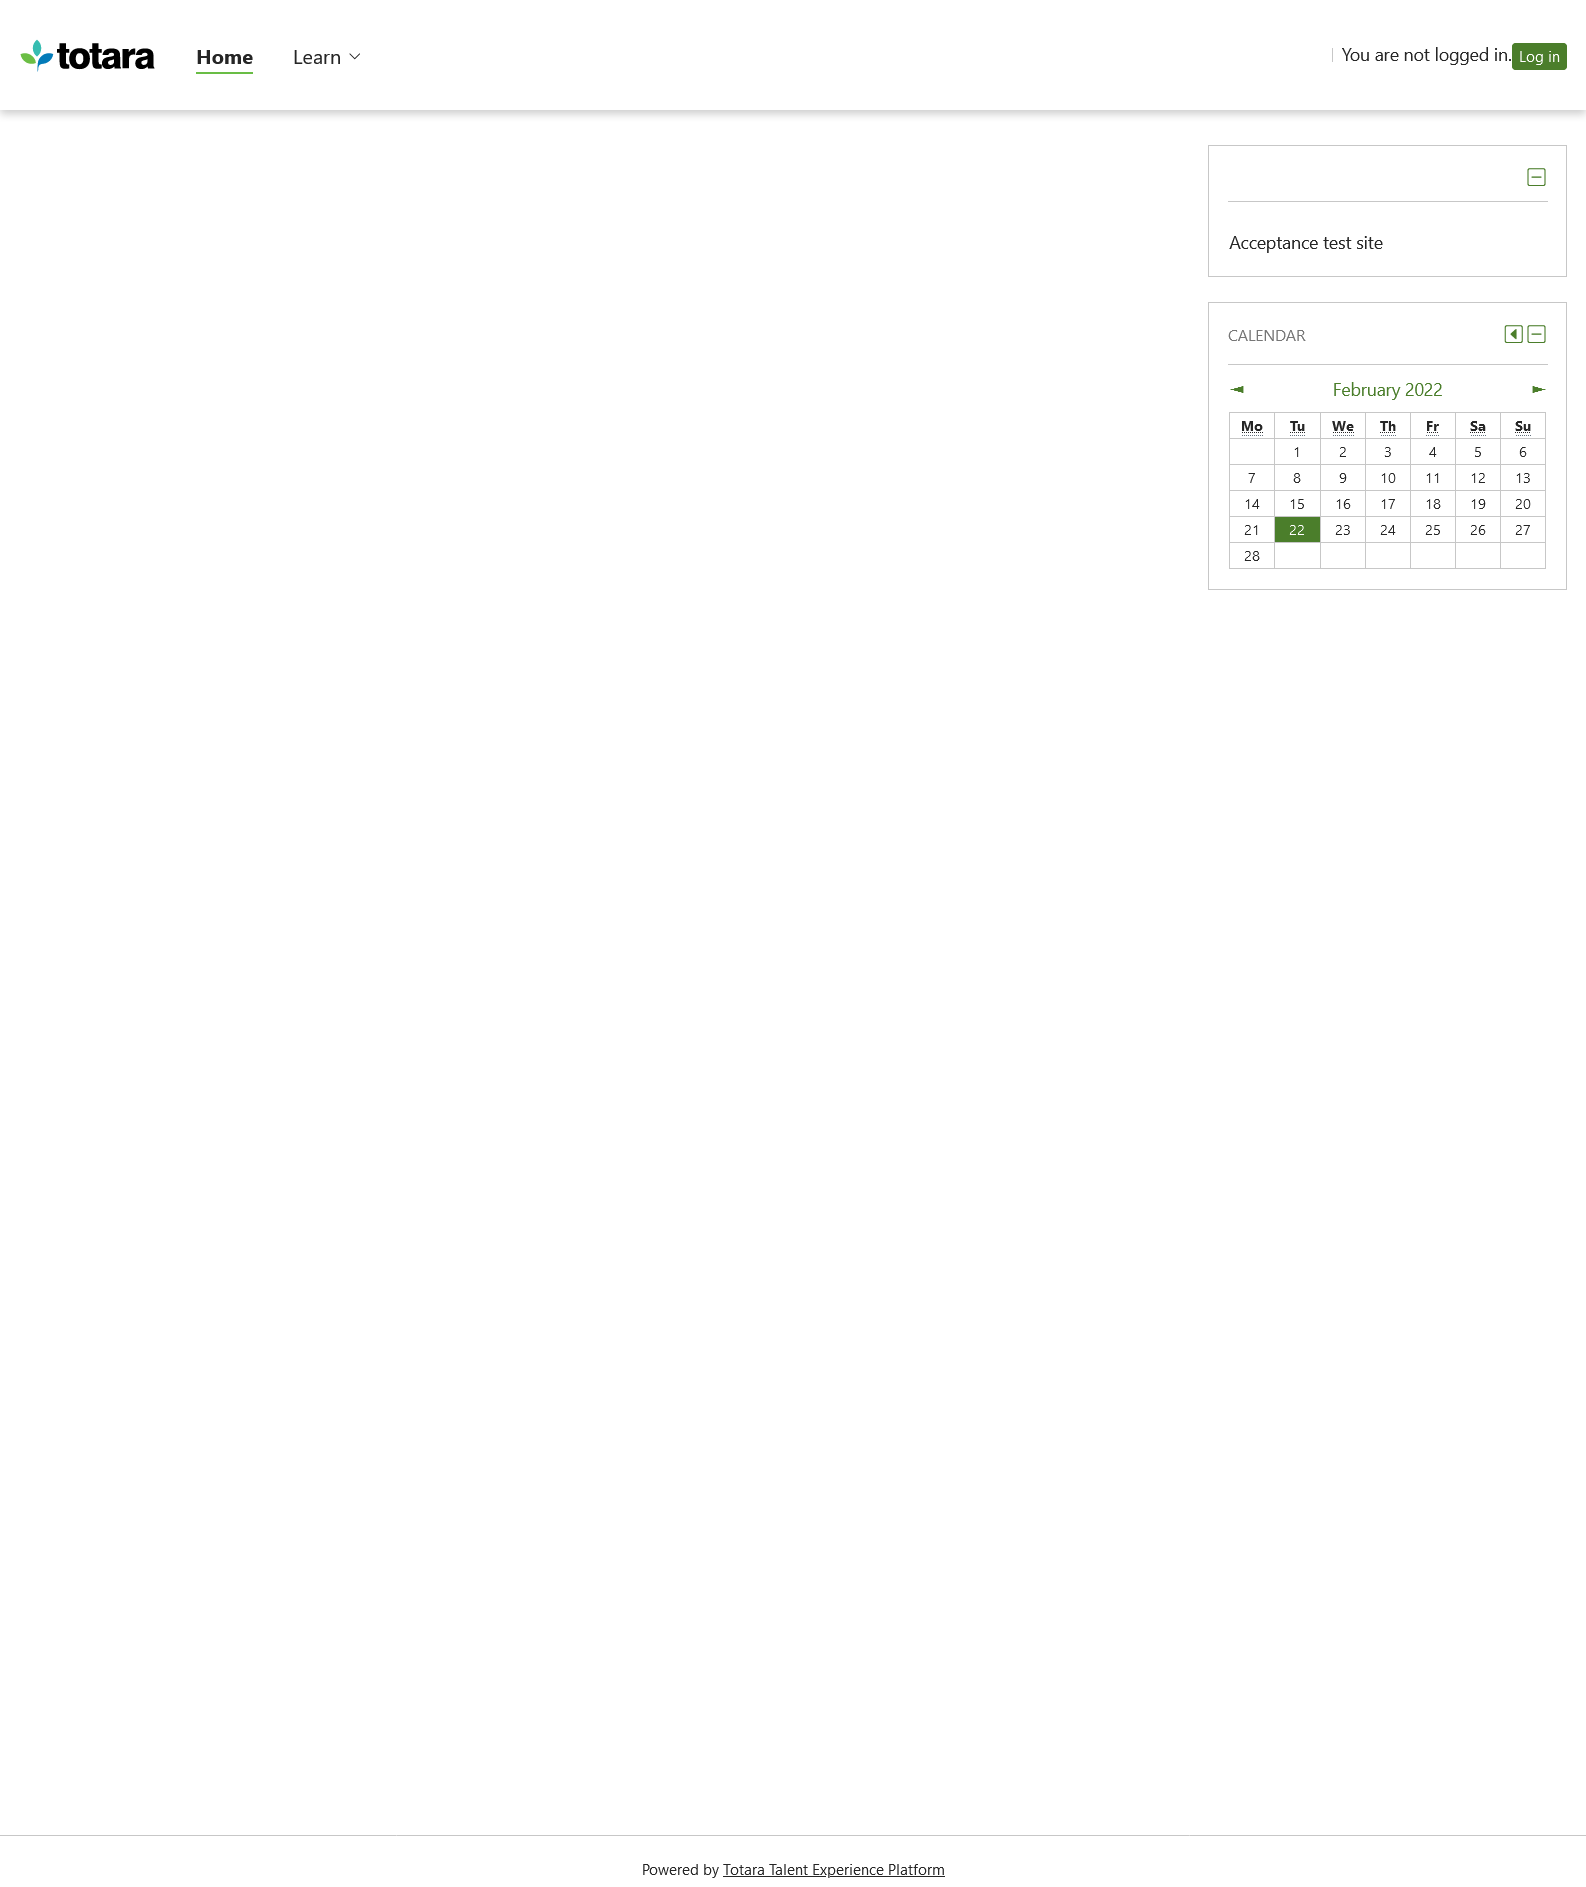 totara
Home
Learn
You are not logged in.
Log in
Acceptance test site
CALENDAR
February 2022
Mo Tu We Th Fr Sa Su
1 2 3 4 5 6
7 8 9 10 11 12 13
14 15 16 17 18 19 20
21 22 23 24 25 26 27
28
Powered by Totara Talent Experience Platform